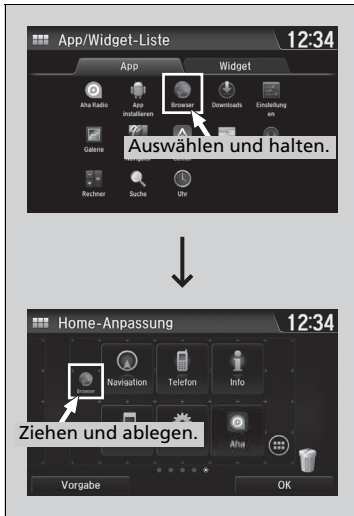 App/Widget-Liste
12:34
App
Widget
Aha Radio
App
installieren
Browser
Downloads
Einstellung
en
Auswählen und halten.
Galerie
Rechner
Suche
Uhr
Home-Anpassung
12:34
Browser
Navigation
Telefon
Info
Ziehen und ablegen.
Aha
Vorgabe
OK